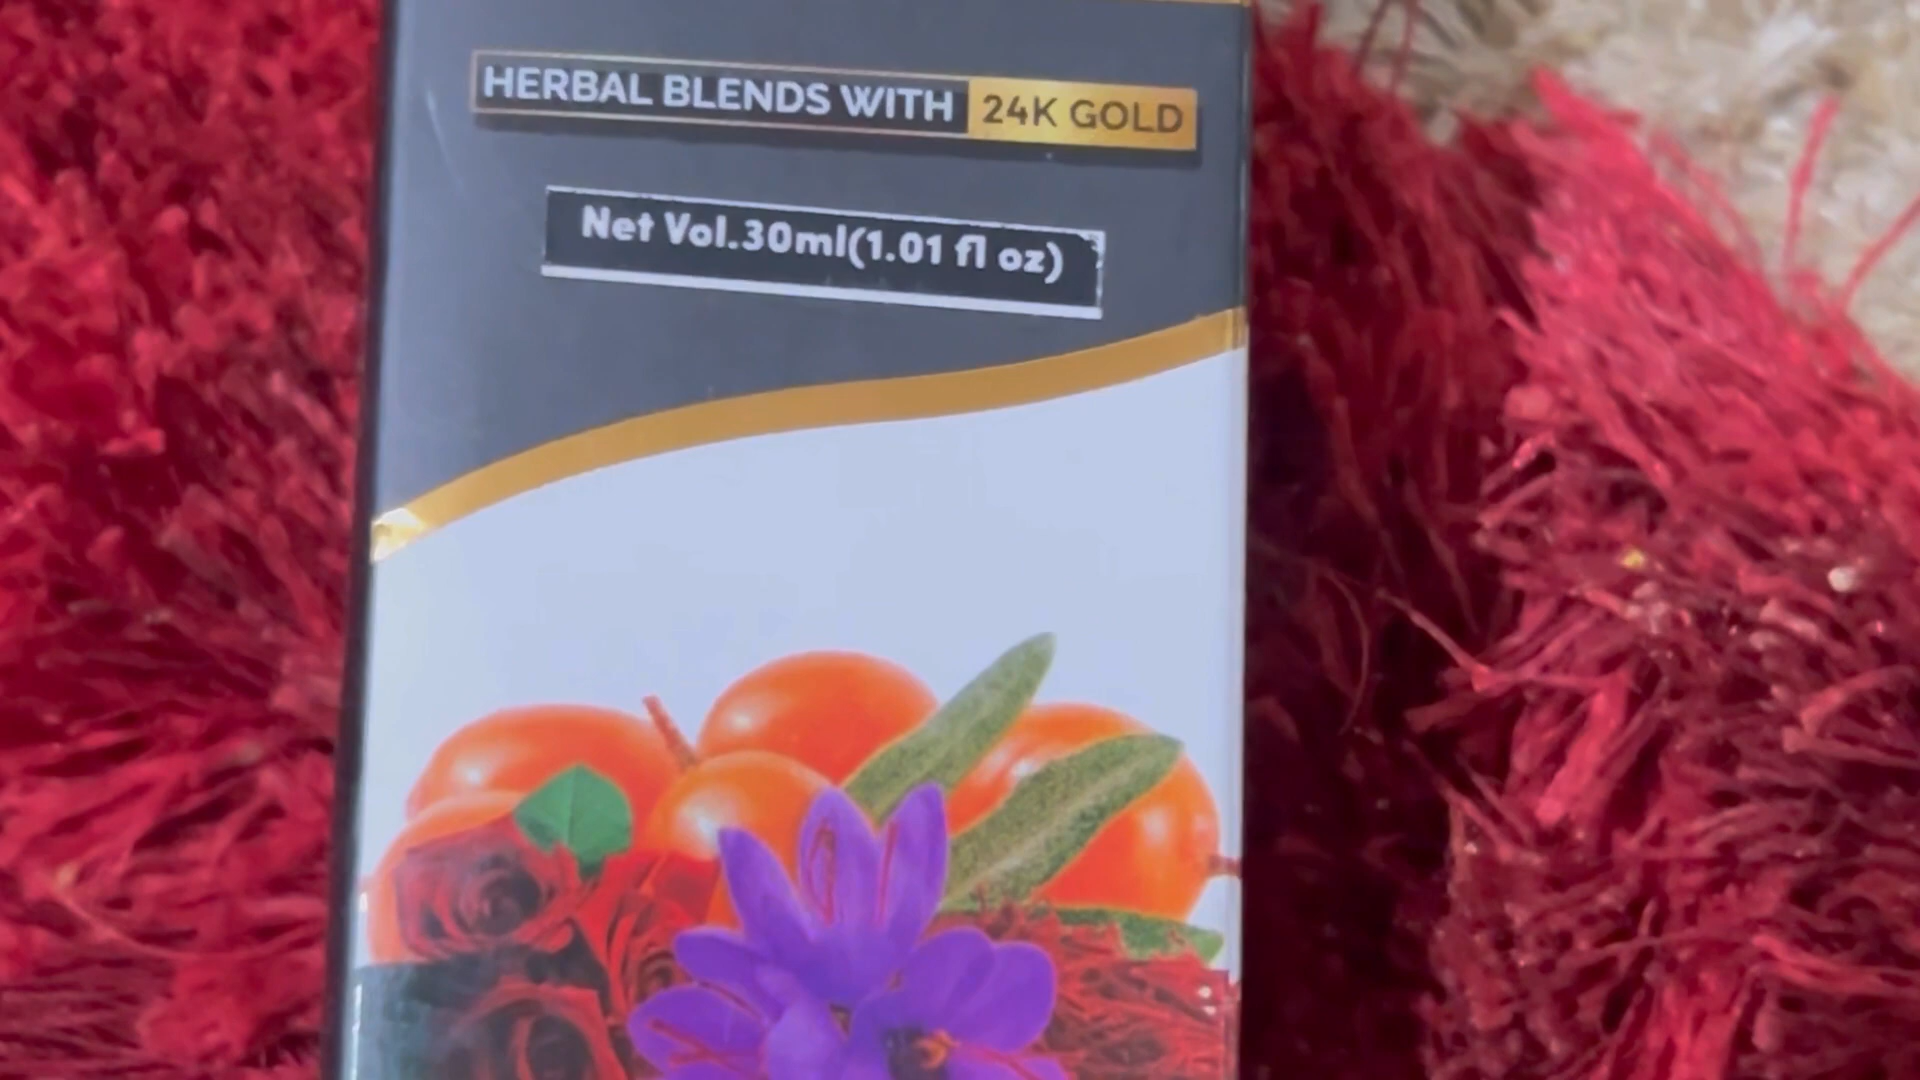 HERBAL BLENDS WITH 24K GOLD
Net Vol.30ml(1.01 fl oz)